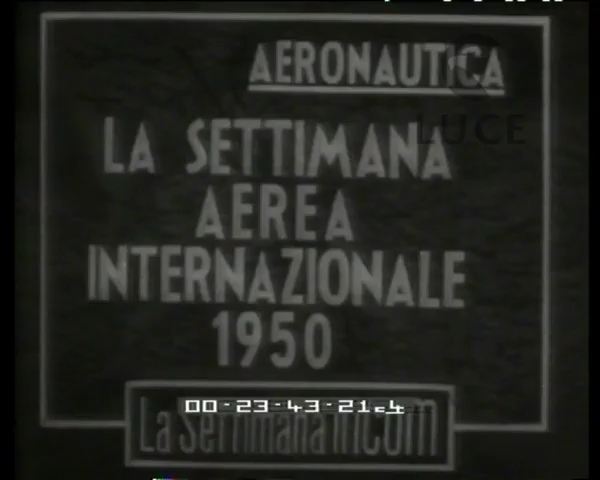 AERONAUTICA
LUCE
LA SETTIMANA
AEREA
INTERNAZIONALE
1950
00-23-43-21
La Settimana Incom